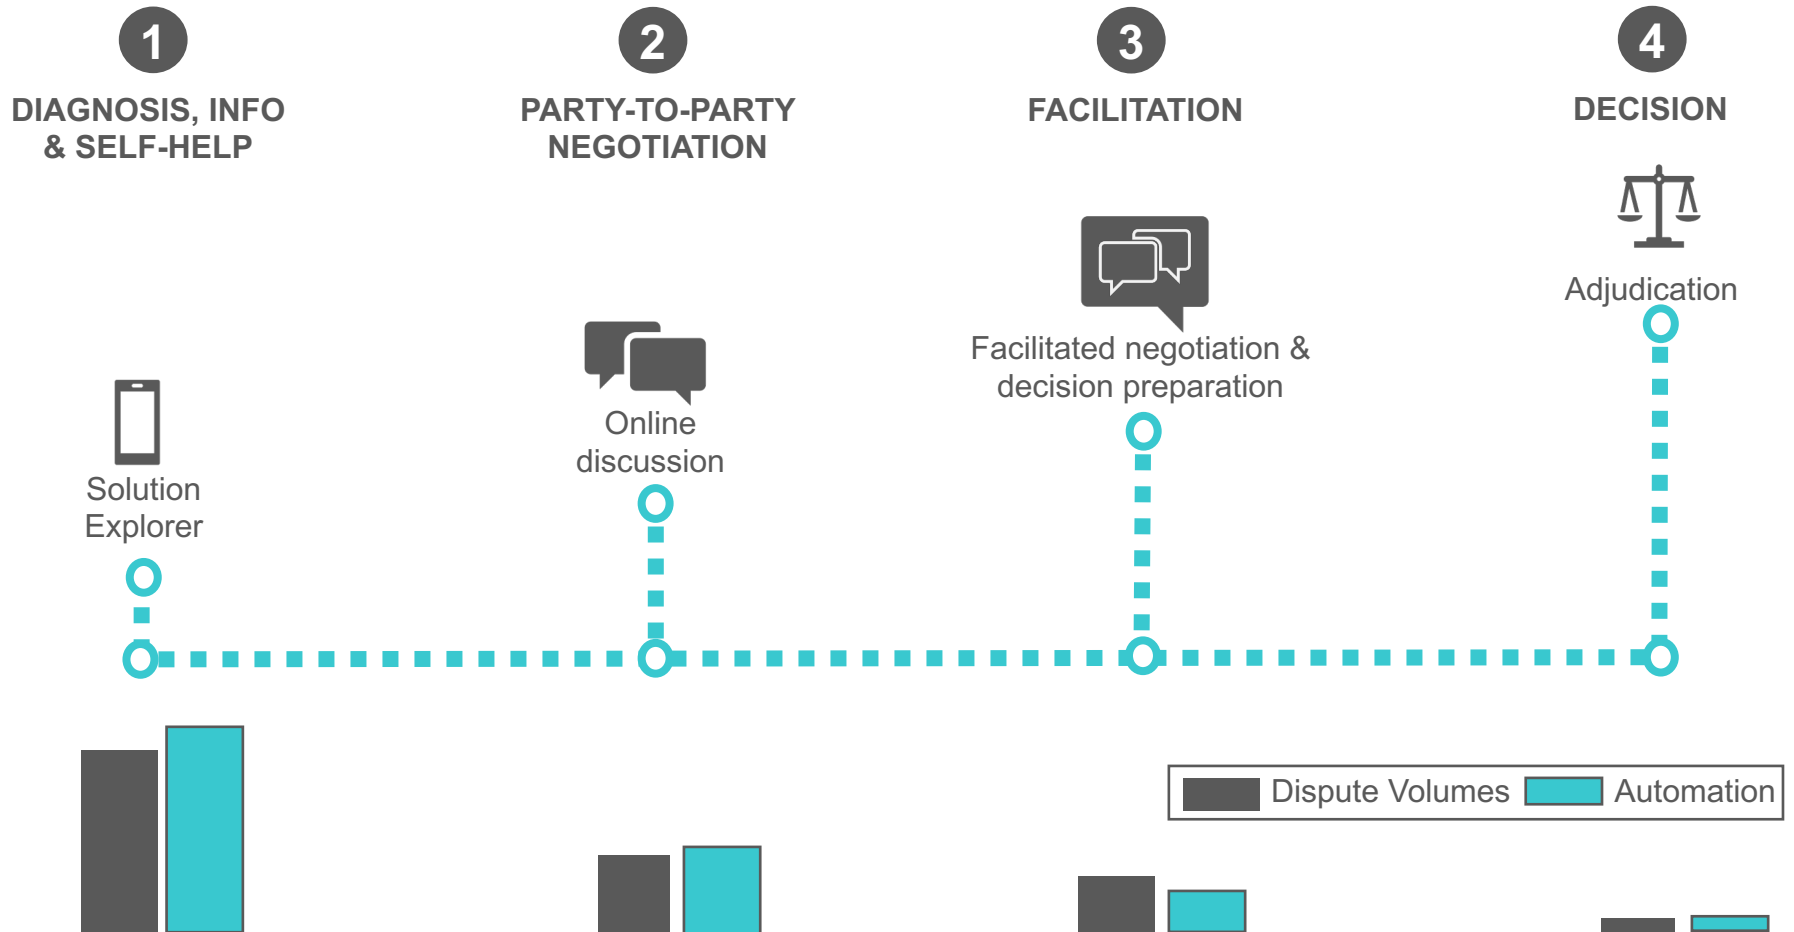 1
DIAGNOSIS, INFO
& SELF-HELP
Solution
Explorer
2
PARTY-TO-PARTY
NEGOTIATION
Online
discussion
3
FACILITATION
Facilitated negotiation &
decision preparation
4
DECISION
Adjudication
Dispute Volumes
Automation